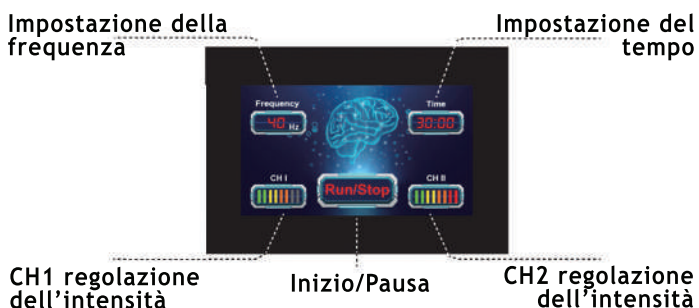 Impostazione della
frequenza
Impostazione del
tempo
Frequency
40 Hz
Time
30:00
CH I
Run/Stop
CH II
CH1 regolazione
dell'intensità
Inizio/Pausa
CH2 regolazione
dell'intensità